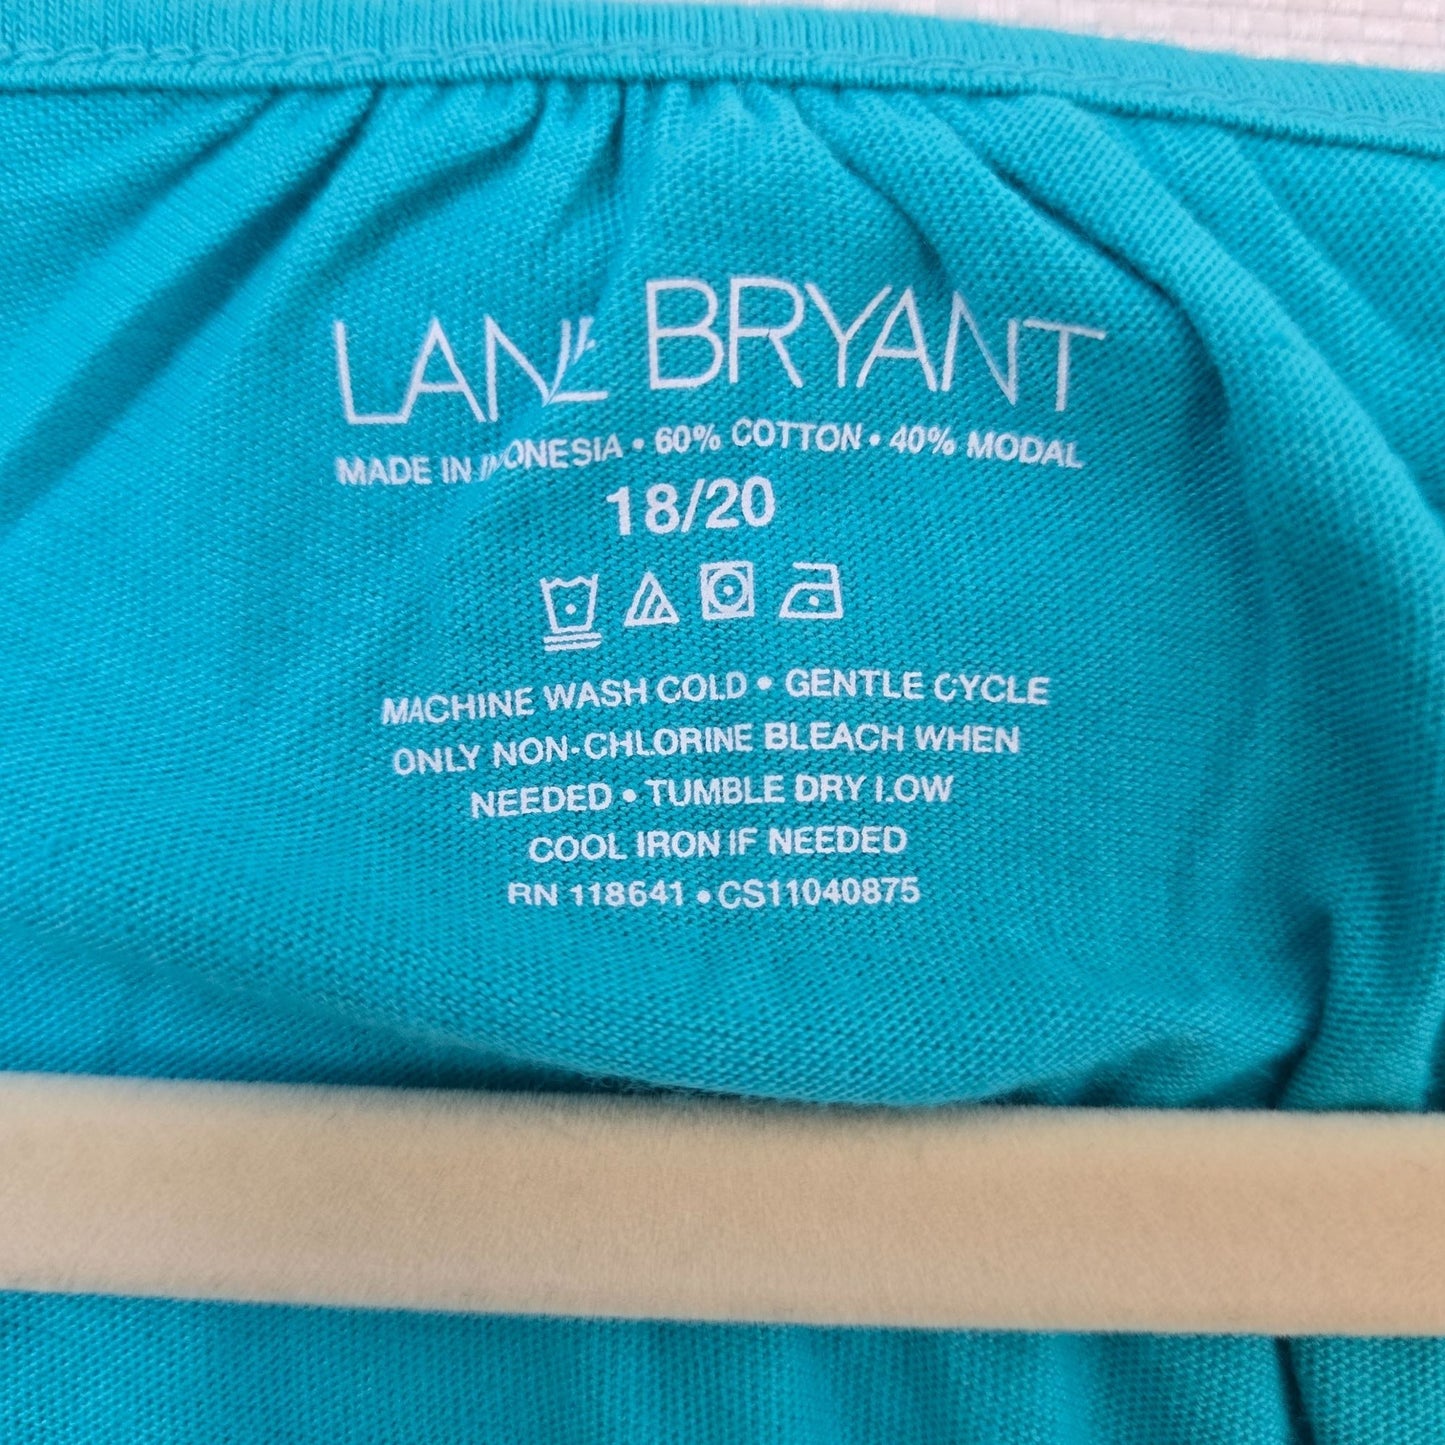 LANE BRYANT
MADE IN INDONESIA • 60% COTTON • 40% MODAL
18/20
MACHINE WASH COLD • GENTLE CYCLE
ONLY NON-CHLORINE BLEACH WHEN
NEEDED • TUMBLE DRY LOW
COOL IRON IF NEEDED
RN 118641 • CS11040875